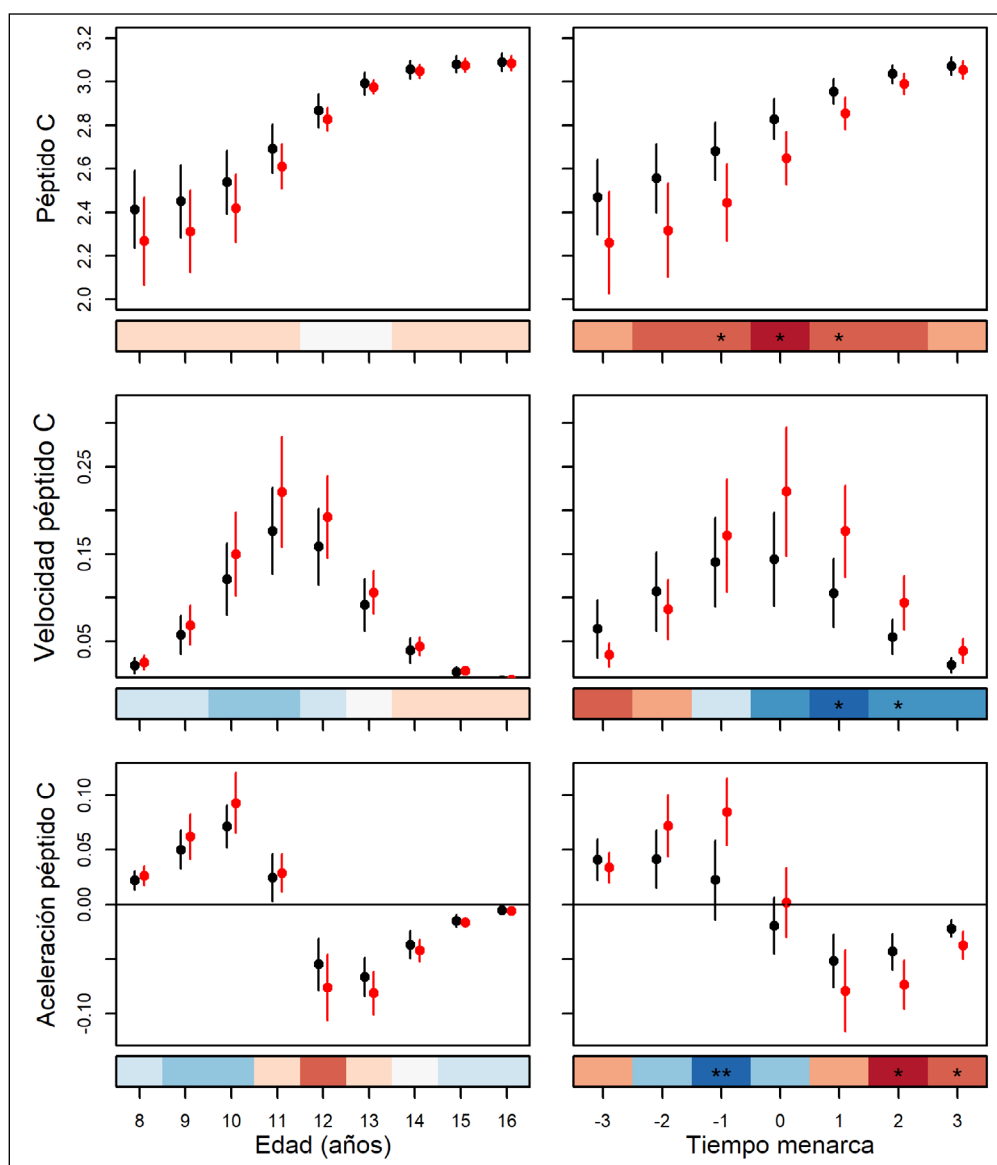 Péptido C
3.2
3.0
2.8
2.6
2.4
2.2
2.0
* * *
Velocidad péptido C
0.25
0.15
0.05
* *
Aceleración péptido C
0.10
0.05
0.00
-0.10
** * *
8 9 10 11 12 13 14 15 16
Edad (años)
-3 -2 -1 0 1 2 3
Tiempo menarca